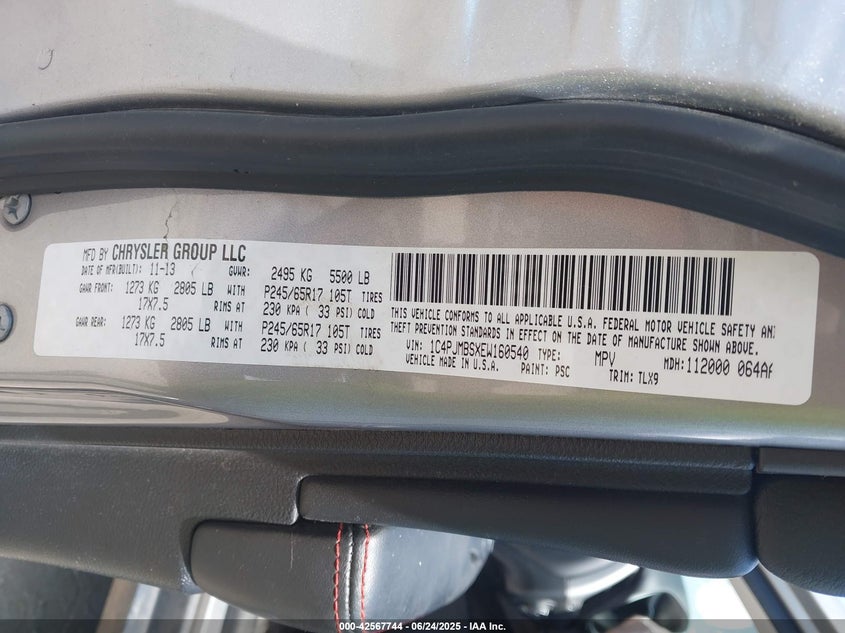 MFD BY CHRYSLER GROUP LLC
DATE OF MFR(BUILT): 11-13 GVWR: 2495 KG 5500 LB
GAWR FRONT: 1273 KG 2805 LB WITH P245/65R17 105T TIRES
17X7.5 RIMS AT 230 KPA ( 33 PSI) COLD
GAWR REAR: 1273 KG 2805 LB WITH P245/65R17 105T TIRES
17X7.5 RIMS AT 230 KPA ( 33 PSI) COLD
THIS VEHICLE CONFORMS TO ALL APPLICABLE U.S.A. FEDERAL MOTOR VEHICLE SAFETY AND
THEFT PREVENTION STANDARDS IN EFFECT ON THE DATE OF MANUFACTURE SHOWN ABOVE.
VIN: 1C4PJMBSXEW160540 TYPE: MPV MDH: 112000 064AA
VEHICLE MADE IN U.S.A. PAINT: PSC TRIM: TLX9
000-42567744 - 06/24/2025 - IAA Inc.